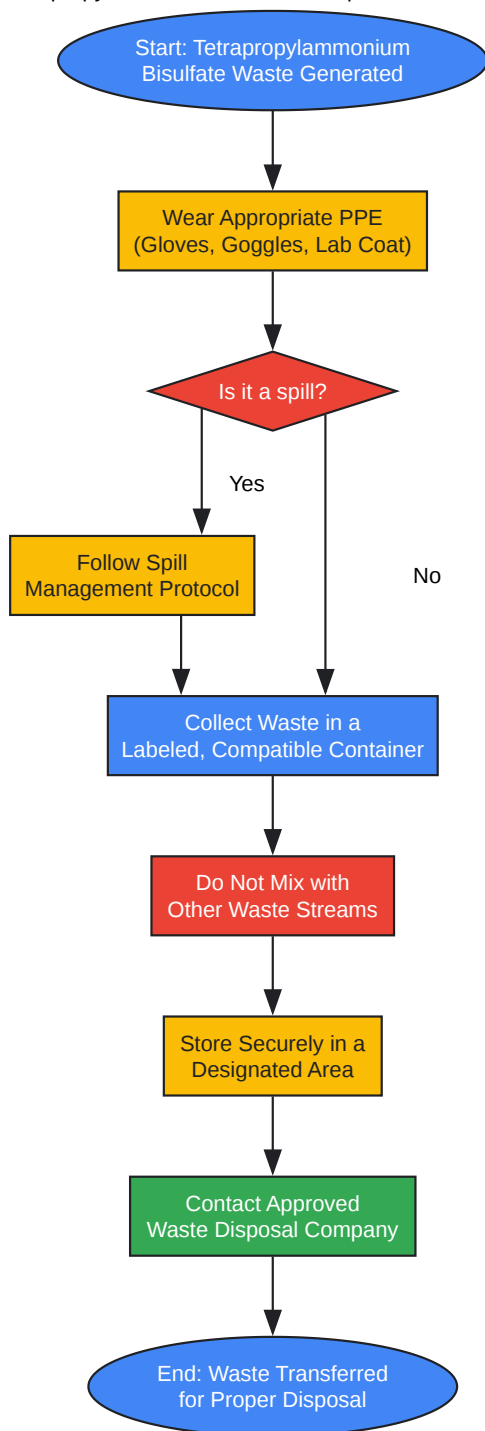 Start: Tetrapropylammonium
Bisulfate Waste Generated
Wear Appropriate PPE
(Gloves, Goggles, Lab Coat)
Is it a spill?
Yes
Follow Spill
Management Protocol
No
Collect Waste in a
Labeled, Compatible Container
Do Not Mix with
Other Waste Streams
Store Securely in a
Designated Area
Contact Approved
Waste Disposal Company
End: Waste Transferred
for Proper Disposal